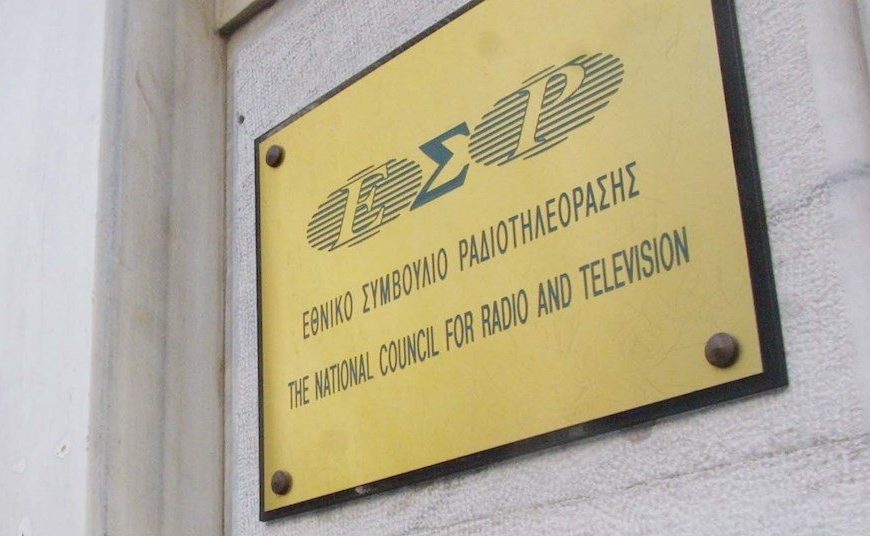 ΕΣΡ
ΕΘΝΙΚΟ ΣΥΜΒΟΥΛΙΟ ΡΑΔΙΟΤΗΛΕΟΡΑΣΗΣ
THE NATIONAL COUNCIL FOR RADIO AND TELEVISION